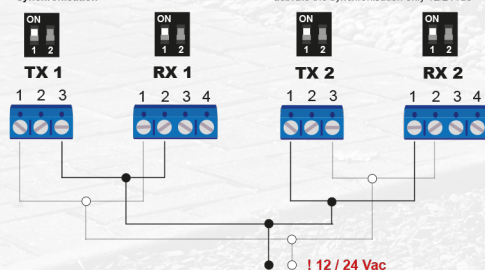 ON ON ON ON
1 2 1 2 1 2 1 2
TX 1 RX 1 TX 2 RX 2
1 2 3 1 2 3 4 1 2 3 1 2 3 4
! 12 / 24 Vac